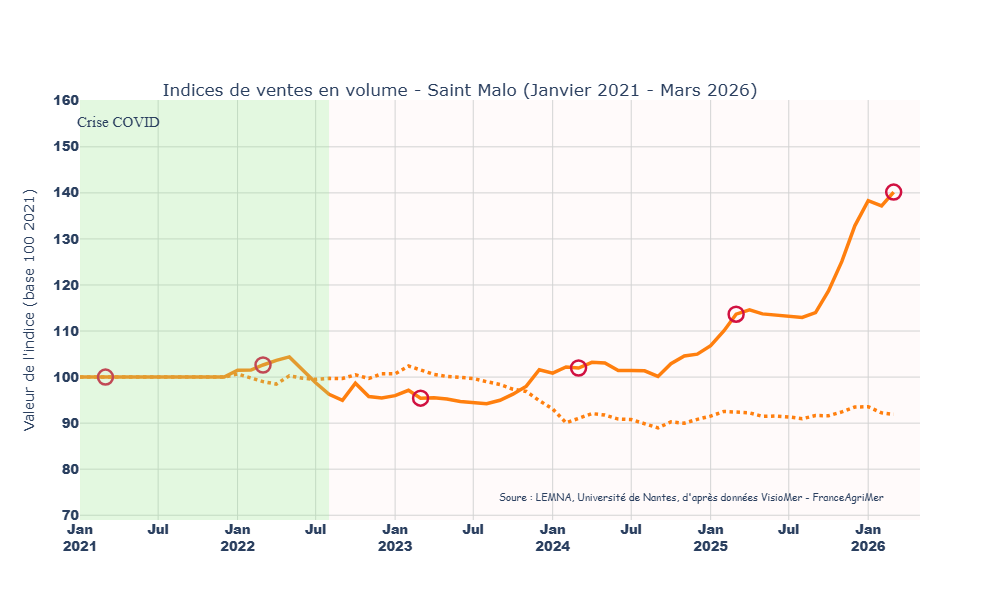 Indices de ventes en volume - Saint Malo (Janvier 2021 - Mars 2026)
Valeur de l'indice (base 100 2021)
160
150
140
130
120
110
100
90
80
70
Crise COVID
Soure : LEMNA, Université de Nantes, d'après données VisioMer - FranceAgriMer
Jan Jul Jan Jul Jan Jul Jan Jul Jan Jul Jan
2021 2022 2023 2024 2025 2026